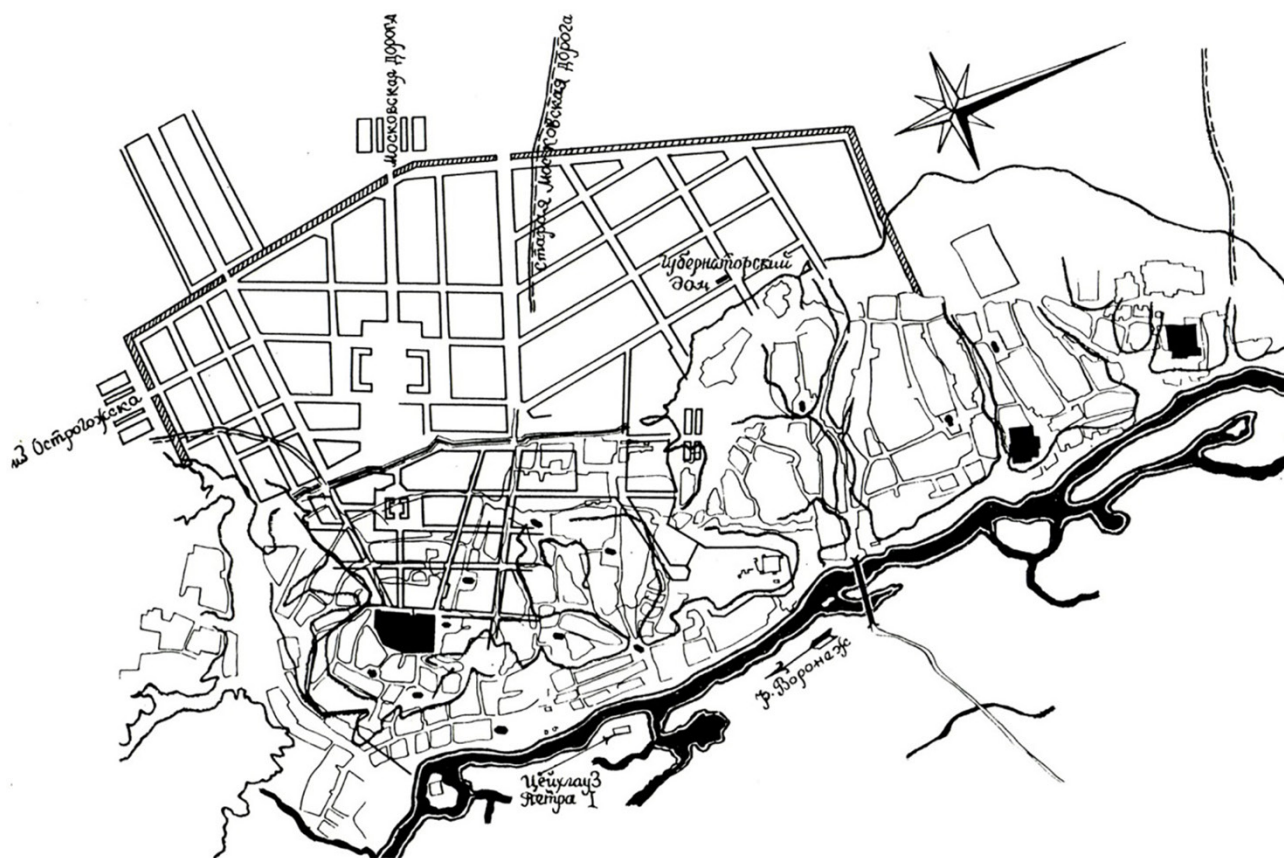 Московская дорога
Старая Московская дорога
Губернаторский
дом
из Острогожска
р. Воронеж
Цейхгауз
Петра I